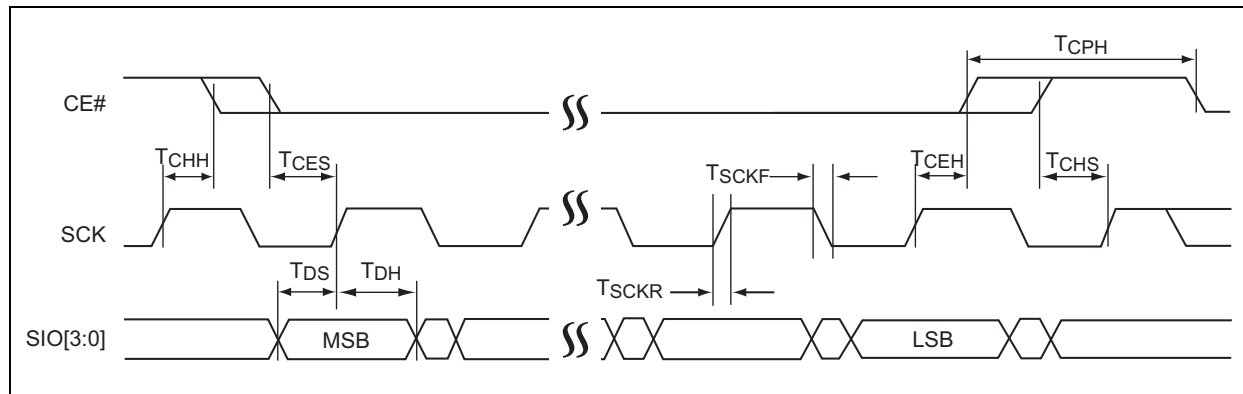 TCPH
CE#
TCHH
TCES
TSCKF
TCEH
TCHS
SCK
TDS
TDH
TSCKR
SIO[3:0]
MSB
LSB